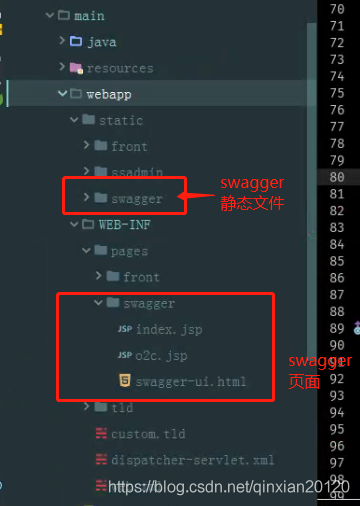 main
java
resources
webapp
static
front
ssadmin
swagger
swagger
静态文件
WEB-INF
pages
front
swagger
JSP index.jsp
JSP o2c.jsp
swagger-ui.html
swagger
页面
tld
custom.tld
dispatcher-servlet.xml
https://blog.csdn.net/qinxian20120
70
71
72
73
74
75
76
77
78
79
80
81
82
83
84
85
86
87
88
89
90
91
92
93
94
95
96
97
98
99